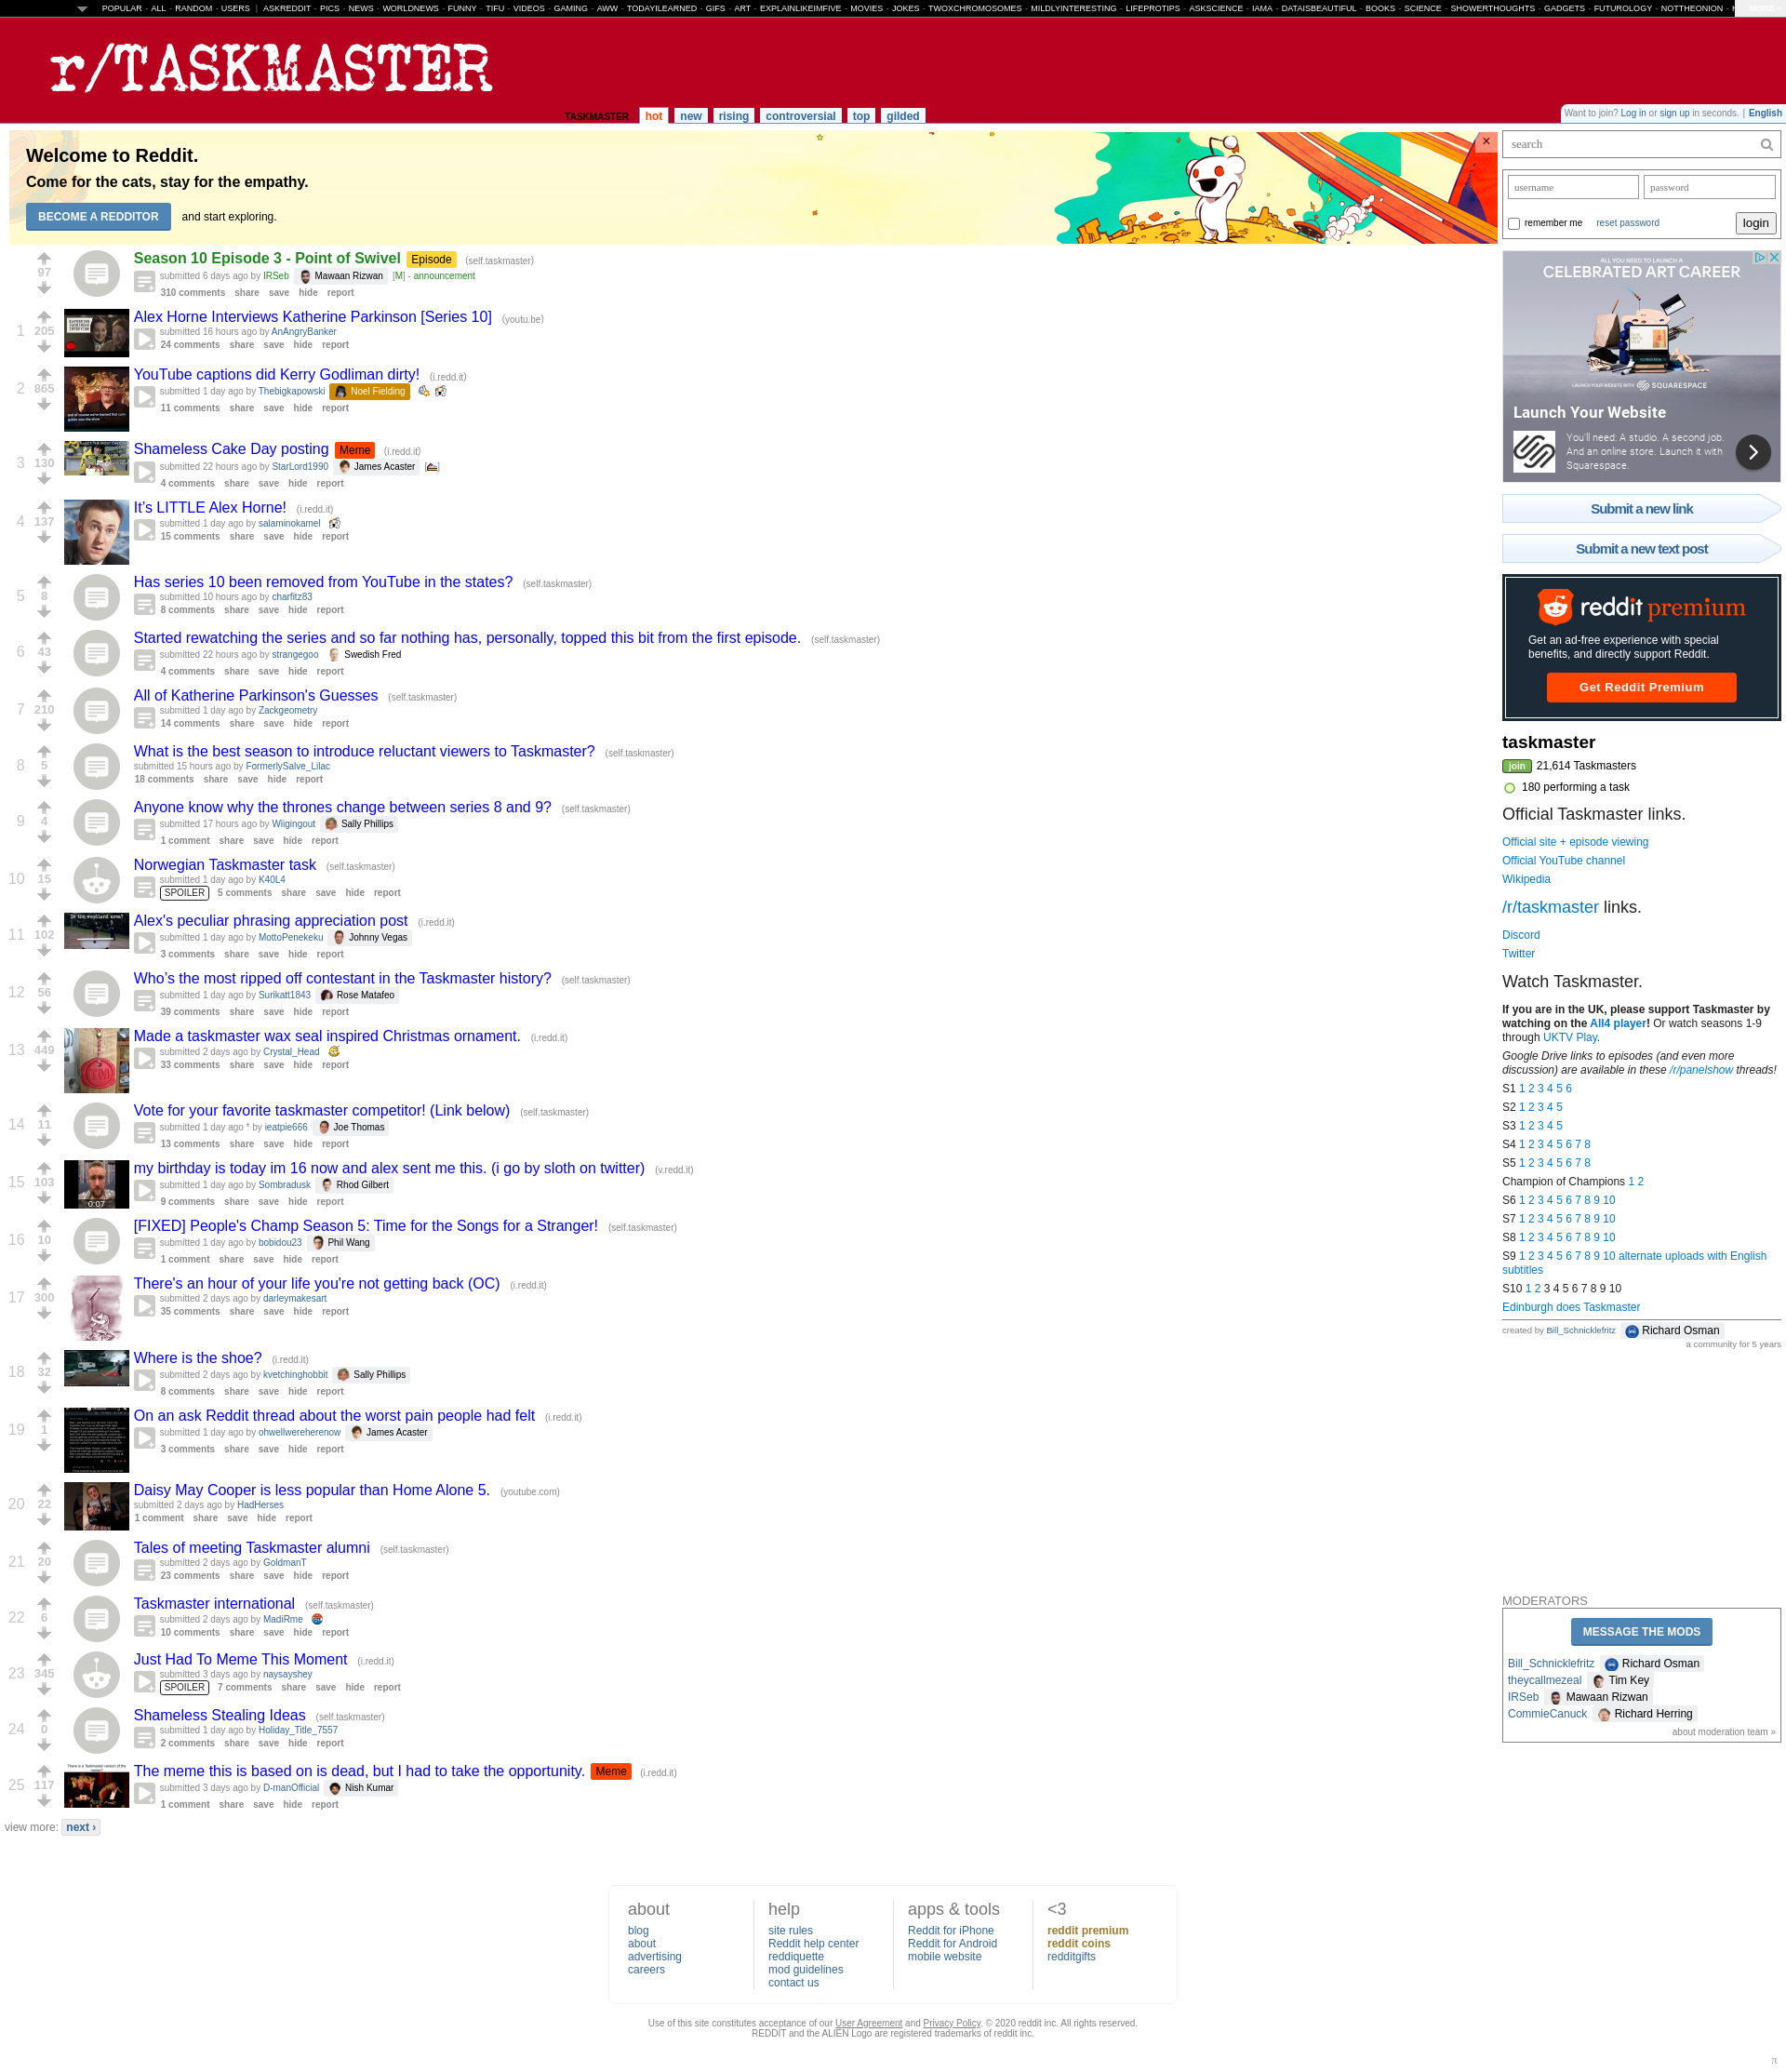 POPULAR - ALL - RANDOM - USERS | ASKREDDIT - PICS - NEWS - WORLDNEWS - FUNNY - TIFU - VIDEOS - GAMING - AWW - TODAYILEARNED - GIFS - ART - EXPLAINLIKEIMFIVE - MOVIES - JOKES - TWOXCHROMOSOMES - MILDLYINTERESTING - LIFEPROTIPS - ASKSCIENCE - IAMA - DATAISBEAUTIFUL - BOOKS - SCIENCE - SHOWERTHOUGHTS - GADGETS - FUTUROLOGY - NOTTHEONION -
r/TASKMASTER
TASKMASTER hot new rising controversial top gilded
Want to join? Log in or sign up in seconds. | English
Welcome to Reddit.
Come for the cats, stay for the empathy.
BECOME A REDDITOR and start exploring.
×
97
Season 10 Episode 3 - Point of Swivel Episode (self.taskmaster)
submitted 6 days ago by IRSeb Mawaan Rizwan [M] - announcement
310 comments share save hide report
1 205
Alex Horne Interviews Katherine Parkinson [Series 10] (youtu.be)
submitted 16 hours ago by AnAngryBanker
24 comments share save hide report
2 865
YouTube captions did Kerry Godliman dirty! (i.redd.it)
submitted 1 day ago by Thebigkapowski Noel Fielding
11 comments share save hide report
3 130
Shameless Cake Day posting Meme (i.redd.it)
submitted 22 hours ago by StarLord1990 James Acaster
4 comments share save hide report
4 137
It's LITTLE Alex Horne! (i.redd.it)
submitted 1 day ago by salaminokamel
15 comments share save hide report
5 8
Has series 10 been removed from YouTube in the states? (self.taskmaster)
submitted 10 hours ago by charfitz83
8 comments share save hide report
6 43
Started rewatching the series and so far nothing has, personally, topped this bit from the first episode. (self.taskmaster)
submitted 22 hours ago by strangegoo Swedish Fred
4 comments share save hide report
7 210
All of Katherine Parkinson's Guesses (self.taskmaster)
submitted 1 day ago by Zackgeometry
14 comments share save hide report
8 5
What is the best season to introduce reluctant viewers to Taskmaster? (self.taskmaster)
submitted 15 hours ago by FormerlySalve_Lilac
18 comments share save hide report
9 4
Anyone know why the thrones change between series 8 and 9? (self.taskmaster)
submitted 17 hours ago by Wiigingout Sally Phillips
1 comment share save hide report
10 15
Norwegian Taskmaster task (self.taskmaster)
submitted 1 day ago by K40L4
SPOILER 5 comments share save hide report
11 102
Alex's peculiar phrasing appreciation post (i.redd.it)
submitted 1 day ago by MottoPenekeku Johnny Vegas
3 comments share save hide report
12 56
Who's the most ripped off contestant in the Taskmaster history? (self.taskmaster)
submitted 1 day ago by Surikatt1843 Rose Matafeo
39 comments share save hide report
13 449
Made a taskmaster wax seal inspired Christmas ornament. (i.redd.it)
submitted 2 days ago by Crystal_Head
33 comments share save hide report
14 11
Vote for your favorite taskmaster competitor! (Link below) (self.taskmaster)
submitted 1 day ago * by ieatpie666 Joe Thomas
13 comments share save hide report
15 103
0:07
my birthday is today im 16 now and alex sent me this. (i go by sloth on twitter) (v.redd.it)
submitted 1 day ago by Sombradusk Rhod Gilbert
9 comments share save hide report
16 10
[FIXED] People's Champ Season 5: Time for the Songs for a Stranger! (self.taskmaster)
submitted 1 day ago by bobidou23 Phil Wang
1 comment share save hide report
17 300
There's an hour of your life you're not getting back (OC) (i.redd.it)
submitted 2 days ago by darleymakesart
35 comments share save hide report
18 32
Where is the shoe? (i.redd.it)
submitted 2 days ago by kvetchinghobbit Sally Phillips
8 comments share save hide report
19 1
On an ask Reddit thread about the worst pain people had felt (i.redd.it)
submitted 1 day ago by ohwellwereherenow James Acaster
3 comments share save hide report
20 22
Daisy May Cooper is less popular than Home Alone 5. (youtube.com)
submitted 2 days ago by HadHerses
1 comment share save hide report
21 20
Tales of meeting Taskmaster alumni (self.taskmaster)
submitted 2 days ago by GoldmanT
23 comments share save hide report
22 6
Taskmaster international (self.taskmaster)
submitted 2 days ago by MadiRme
10 comments share save hide report
23 345
Just Had To Meme This Moment (i.redd.it)
submitted 3 days ago by naysayshey
SPOILER 7 comments share save hide report
24 0
Shameless Stealing Ideas (self.taskmaster)
submitted 1 day ago by Holiday_Title_7557
2 comments share save hide report
25 117
The meme this is based on is dead, but I had to take the opportunity. Meme (i.redd.it)
submitted 3 days ago by D-manOfficial Nish Kumar
1 comment share save hide report
view more: next ›
search
username password
remember me reset password login
ALL YOU NEED TO LAUNCH A
CELEBRATED ART CAREER
LAUNCH YOUR WEBSITE WITH SQUARESPACE
Launch Your Website
You'll need: A studio. A second job.
And an online store. Launch it with
Squarespace.
Submit a new link
Submit a new text post
reddit premium
Get an ad-free experience with special
benefits, and directly support Reddit.
Get Reddit Premium
taskmaster
join 21,614 Taskmasters
180 performing a task
Official Taskmaster links.
Official site + episode viewing
Official YouTube channel
Wikipedia
/r/taskmaster links.
Discord
Twitter
Watch Taskmaster.
If you are in the UK, please support Taskmaster by
watching on the All4 player! Or watch seasons 1-9
through UKTV Play.
Google Drive links to episodes (and even more
discussion) are available in these /r/panelshow threads!
S1 1 2 3 4 5 6
S2 1 2 3 4 5
S3 1 2 3 4 5
S4 1 2 3 4 5 6 7 8
S5 1 2 3 4 5 6 7 8
Champion of Champions 1 2
S6 1 2 3 4 5 6 7 8 9 10
S7 1 2 3 4 5 6 7 8 9 10
S8 1 2 3 4 5 6 7 8 9 10
S9 1 2 3 4 5 6 7 8 9 10 alternate uploads with English
subtitles
S10 1 2 3 4 5 6 7 8 9 10
Edinburgh does Taskmaster
created by Bill_Schnicklefritz Richard Osman
a community for 5 years
MODERATORS
MESSAGE THE MODS
Bill_Schnicklefritz Richard Osman
theycallmezeal Tim Key
IRSeb Mawaan Rizwan
CommieCanuck Richard Herring
about moderation team »
about
blog
about
advertising
careers
help
site rules
Reddit help center
reddiquette
mod guidelines
contact us
apps & tools
Reddit for iPhone
Reddit for Android
mobile website
<3
reddit premium
reddit coins
redditgifts
Use of this site constitutes acceptance of our User Agreement and Privacy Policy. © 2020 reddit inc. All rights reserved.
REDDIT and the ALIEN Logo are registered trademarks of reddit inc.
π